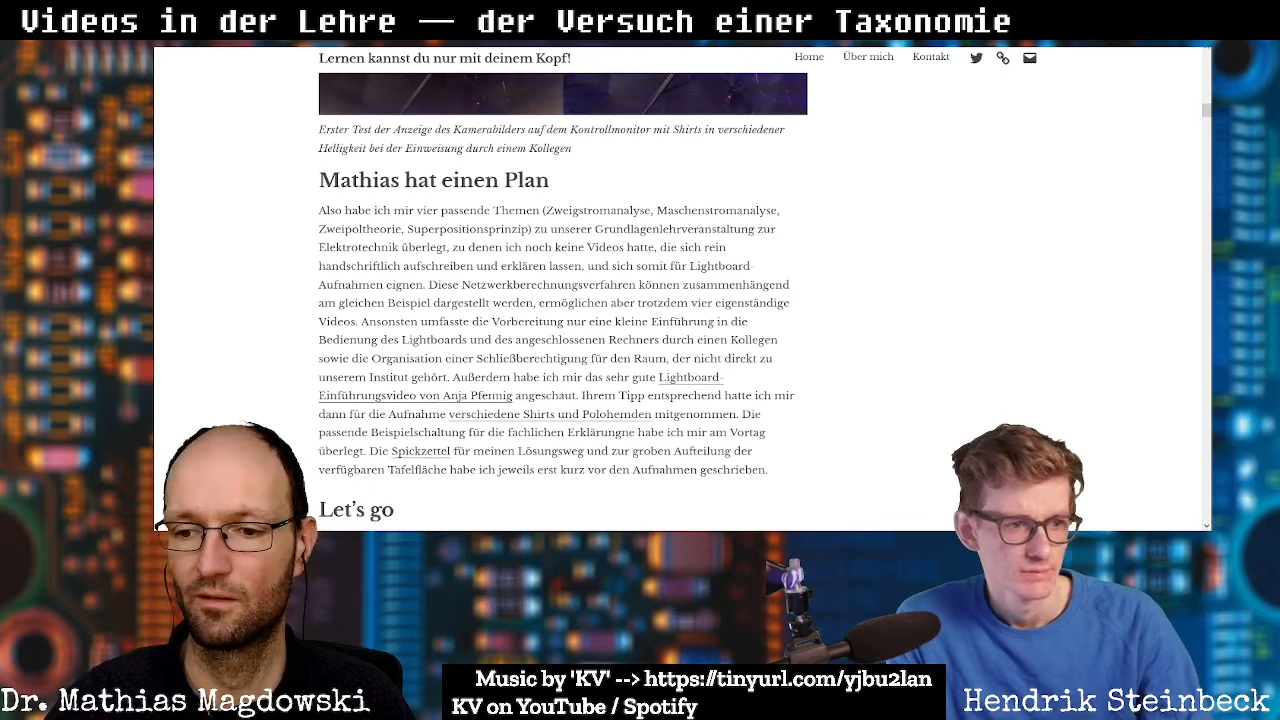 Videos in der Lehre — der Versuch einer Taxonomie
Lernen kannst du nur mit deinem Kopf!
Home Über mich Kontakt
Erster Test der Anzeige des Kamerabilders auf dem Kontrollmonitor mit Shirts in verschiedener
Helligkeit bei der Einweisung durch einem Kollegen
Mathias hat einen Plan
Also habe ich mir vier passende Themen (Zweigstromanalyse, Maschenstromanalyse,
Zweipoltheorie, Superpositionsprinzip) zu unserer Grundlagenlehrveranstaltung zur
Elektrotechnik überlegt, zu denen ich noch keine Videos hatte, die sich rein
handschriftlich aufschreiben und erklären lassen, und sich somit für Lightboard-
Aufnahmen eignen. Diese Netzwerkberechnungsverfahren können zusammenhängend
am gleichen Beispiel dargestellt werden, ermöglichen aber trotzdem vier eigenständige
Videos. Ansonsten umfasste die Vorbereitung nur eine kleine Einführung in die
Bedienung des Lightboards und des angeschlossenen Rechners durch einen Kollegen
sowie die Organisation einer Schließberechtigung für den Raum, der nicht direkt zu
unserem Institut gehört. Außerdem habe ich mir das sehr gute Lightboard-
Einführungsvideo von Anja Pfennig angeschaut. Ihrem Tipp entsprechend hatte ich mir
dann für die Aufnahme verschiedene Shirts und Polohemden mitgenommen. Die
passende Beispielschaltung für die fachlichen Erklärungne habe ich mir am Vortag
überlegt. Die Spickzettel für meinen Lösungsweg und zur groben Aufteilung der
verfügbaren Tafelfläche habe ich jeweils erst kurz vor den Aufnahmen geschrieben.
Let's go
Dr. Mathias Magdowski
Music by 'KV' --> https://tinyurl.com/yjbu2lan
KV on YouTube / Spotify
Hendrik Steinbeck